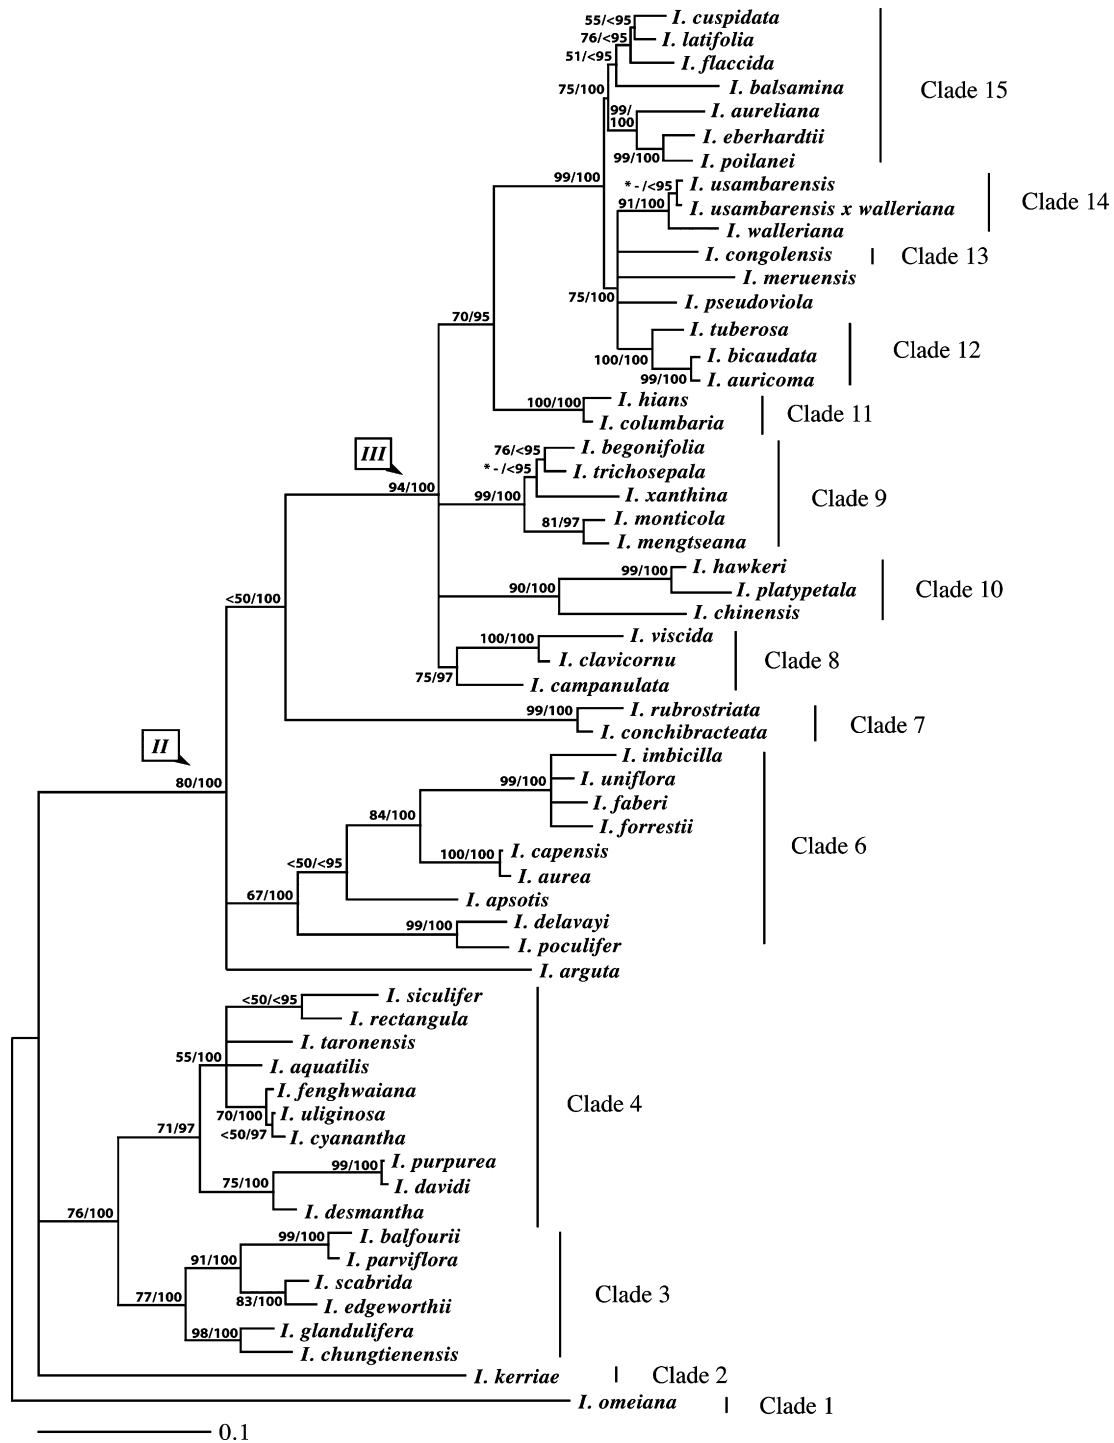 55/<95
I. cuspidata
76/<95
I. latifolia
51/<95
I. flaccida
75/100
I. balsamina
Clade 15
99/
100
I. aureliana
I. eberhardtii
99/100
I. poilanei
99/100
*-/<95
I. usambarensis
91/100
I. usambarensis x walleriana
Clade 14
I. walleriana
I. congolensis
Clade 13
I. meruensis
75/100
I. pseudoviola
70/95
I. tuberosa
100/100
I. bicaudata
Clade 12
99/100
I. auricoma
100/100
I. hians
I. columbaria
Clade 11
III
76/<95
I. begonifolia
*-/<95
I. trichosepala
94/100
99/100
I. xanthina
Clade 9
81/97
I. monticola
I. mengtseana
99/100
I. hawkeri
90/100
I. platypetala
Clade 10
<50/100
I. chinensis
100/100
I. viscida
I. clavicornu
Clade 8
75/97
I. campanulata
99/100
I. rubrostriata
I. conchibracteata
Clade 7
II
80/100
I. imbicilla
99/100
I. uniflora
I. faberi
84/100
I. forrestii
Clade 6
100/100
I. capensis
<50/<95
I. aurea
67/100
I. apsotis
99/100
I. delavayi
I. poculifer
I. arguta
<50/<95
I. siculifer
I. rectangula
I. taronensis
55/100
I. aquatilis
I. fenghwaiana
70/100
I. uliginosa
Clade 4
<50/97
I. cyanantha
71/97
99/100
I. purpurea
75/100
I. davidi
I. desmantha
76/100
99/100
I. balfourii
91/100
I. parviflora
I. scabrida
83/100
I. edgeworthii
Clade 3
77/100
98/100
I. glandulifera
I. chungtienensis
I. kerriae
Clade 2
I. omeiana
Clade 1
0.1